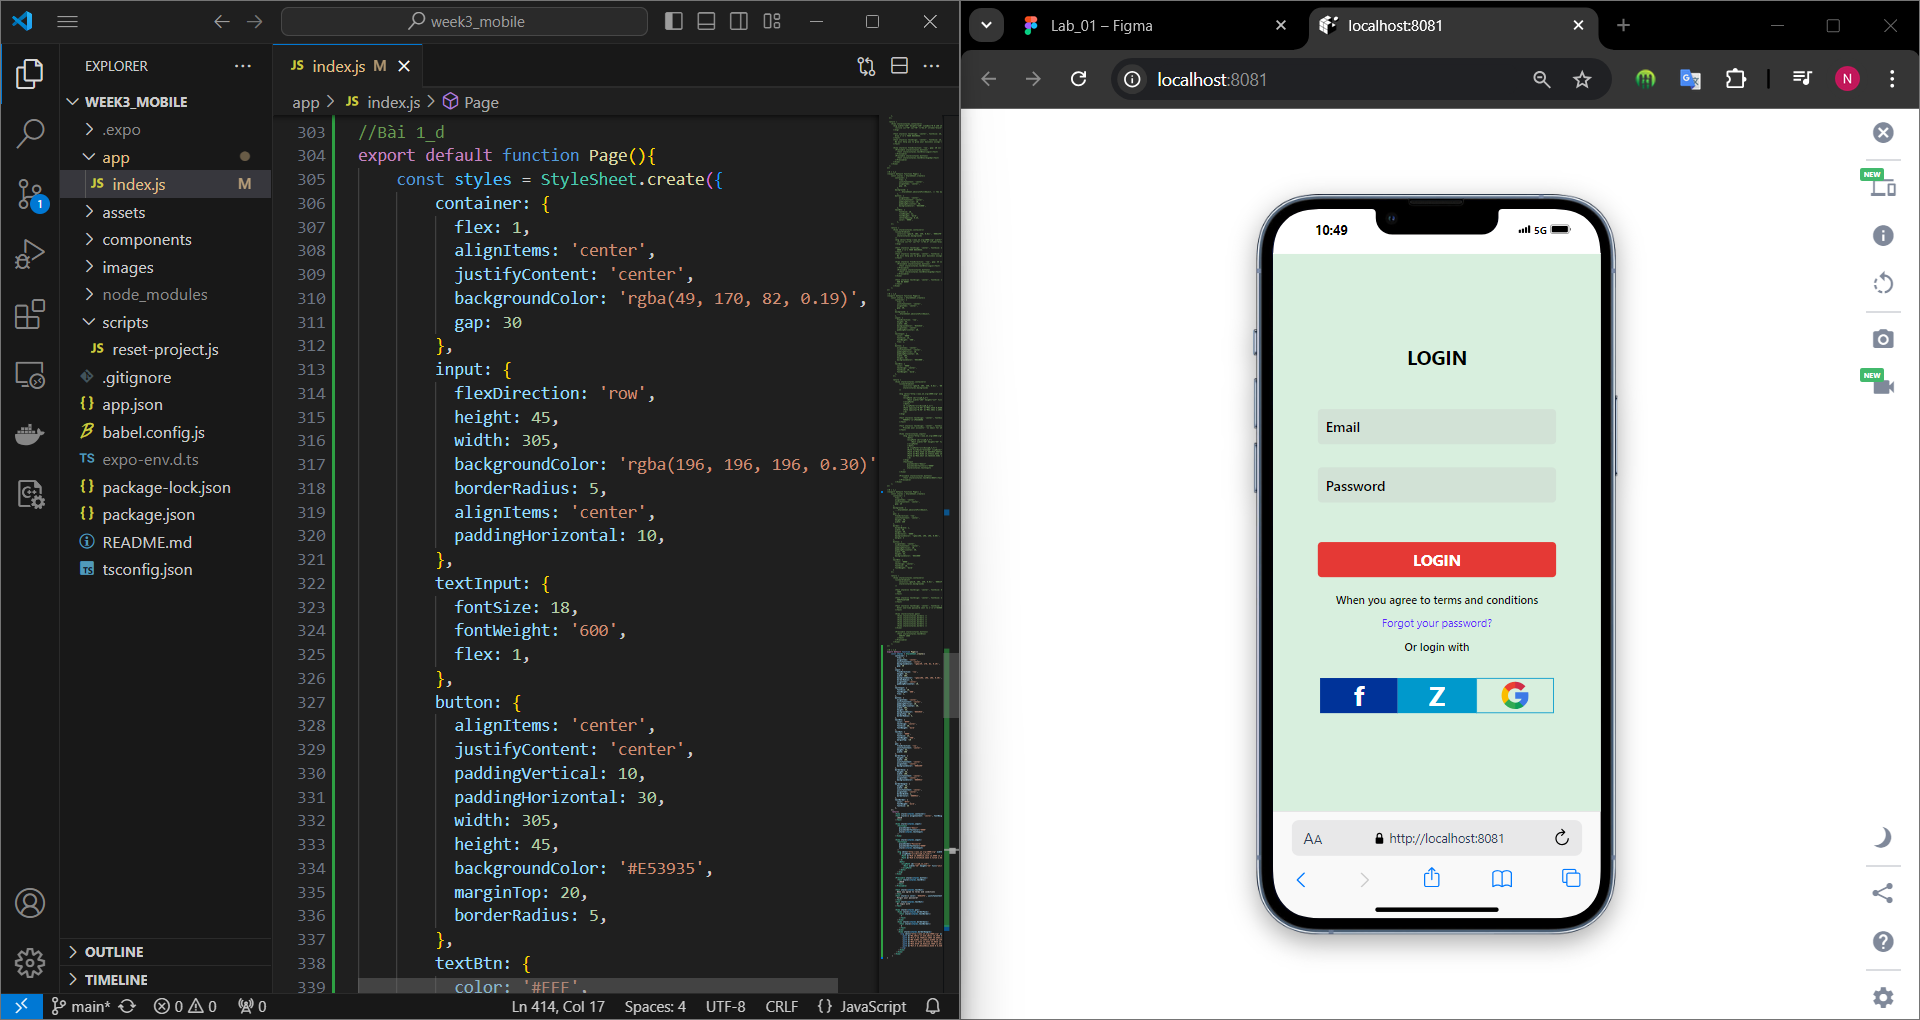 week3_mobile
EXPLORER
WEEK3_MOBILE
.expo
app
JS index.js M
assets
components
images
node_modules
scripts
JS reset-project.js
.gitignore
{} app.json
babel.config.js
TS expo-env.d.ts
{} package-lock.json
{} package.json
README.md
TS tsconfig.json
OUTLINE
TIMELINE
1
JS index.js M
app > JS index.js > Page
303 //Bài 1_d
304 export default function Page(){
305 const styles = StyleSheet.create({
306 container: {
307 flex: 1,
308 alignItems: 'center',
309 justifyContent: 'center',
310 backgroundColor: 'rgba(49, 170, 82, 0.19)',
311 gap: 30
312 },
313 input: {
314 flexDirection: 'row',
315 height: 45,
316 width: 305,
317 backgroundColor: 'rgba(196, 196, 196, 0.30)'
318 borderRadius: 5,
319 alignItems: 'center',
320 paddingHorizontal: 10,
321 },
322 textInput: {
323 fontSize: 18,
324 fontWeight: '600',
325 flex: 1,
326 },
327 button: {
328 alignItems: 'center',
329 justifyContent: 'center',
330 paddingVertical: 10,
331 paddingHorizontal: 30,
332 width: 305,
333 height: 45,
334 backgroundColor: '#E53935',
335 marginTop: 20,
336 borderRadius: 5,
337 },
338 textBtn: {
339 color: '#FFF',
main* 0 0 0
Ln 414, Col 17 Spaces: 4 UTF-8 CRLF {} JavaScript
Lab_01 – Figma
localhost:8081
localhost:8081
N
NEW
NEW
10:49
5G
LOGIN
Email
Password
LOGIN
When you agree to terms and conditions
Forgot your password?
Or login with
f Z G
AA http://localhost:8081